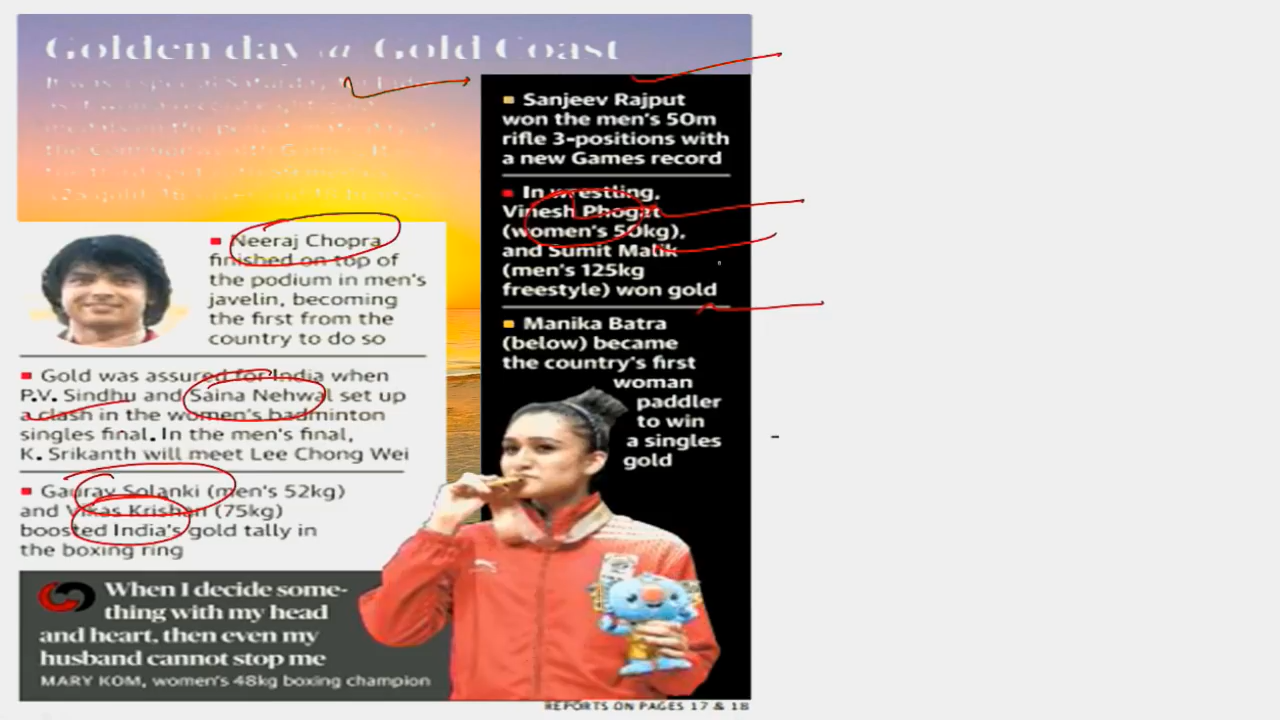 Golden day at Gold Coast
Neeraj Chopra
finished on top of
the podium in men's
javelin, becoming
the first from the
country to do so
Gold was assured for India when
P.V. Sindhu and Saina Nehwal set up
a clash in the women's badminton
singles final. In the men's final,
K. Srikanth will meet Lee Chong Wei
Gaurav Solanki (men's 52kg)
and Vikas Krishan (75kg)
boosted India's gold tally in
the boxing ring
When I decide some-
thing with my head
and heart, then even my
husband cannot stop me
MARY KOM, women's 48kg boxing champion
Sanjeev Rajput
won the men's 50m
rifle 3-positions with
a new Games record
In wrestling,
Vinesh Phogat
(women's 50kg),
and Sumit Malik
(men's 125kg
freestyle) won gold
Manika Batra
(below) became
the country's first
woman
paddler
to win
a singles
gold
REPORTS ON PAGES 17 & 18